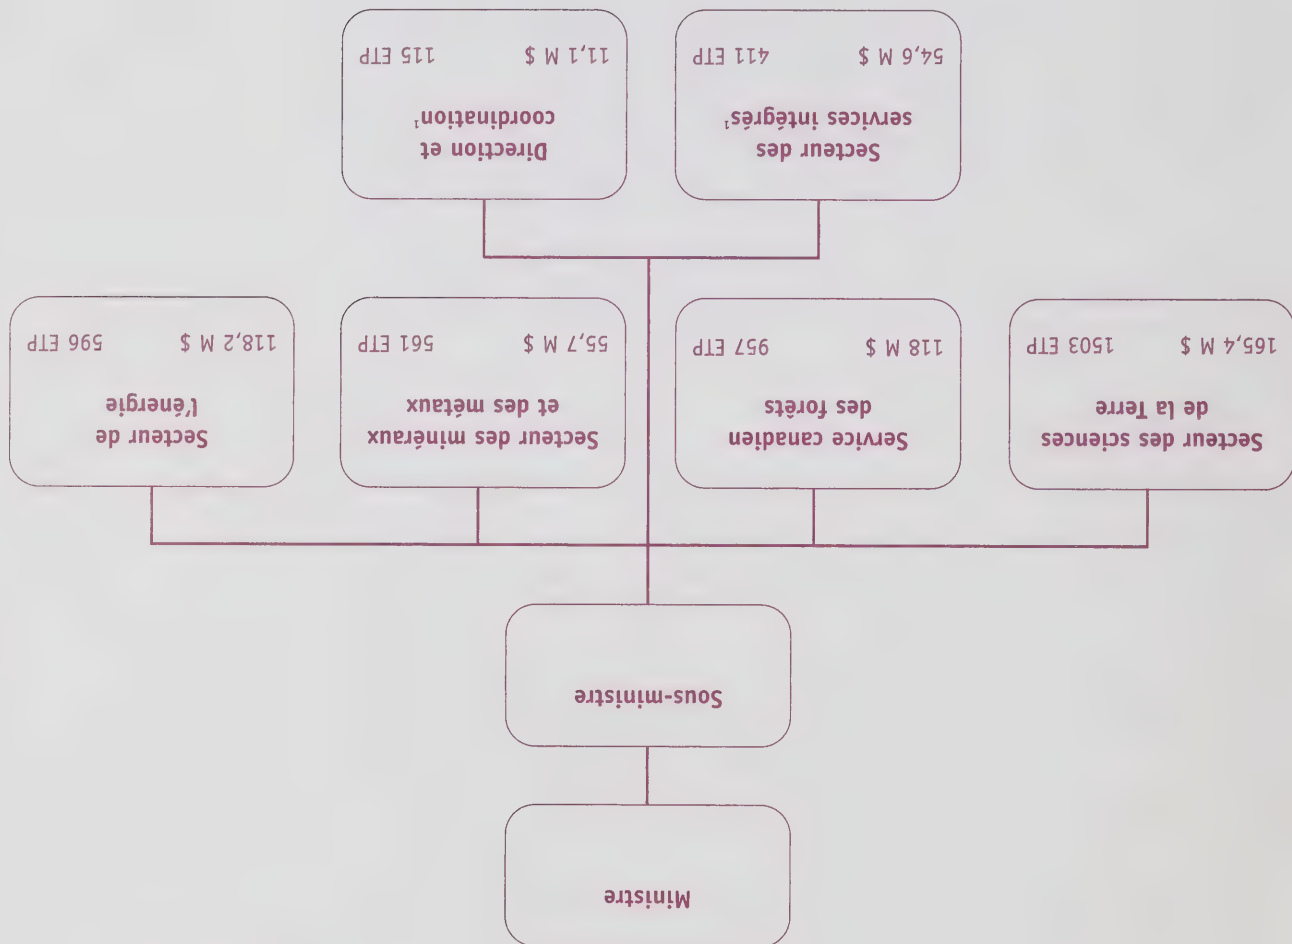 Ministre
Sous-ministre
Secteur des sciences
de la Terre
165,4 M $ 1503 ETP
Service canadien
des forêts
118 M $ 957 ETP
Secteur des minéraux
et des métaux
55,7 M $ 561 ETP
Secteur de
l'énergie
118,2 M $ 596 ETP
Secteur des
services intégrés¹
54,6 M $ 411 ETP
Direction et
coordination¹
11,1 M $ 115 ETP